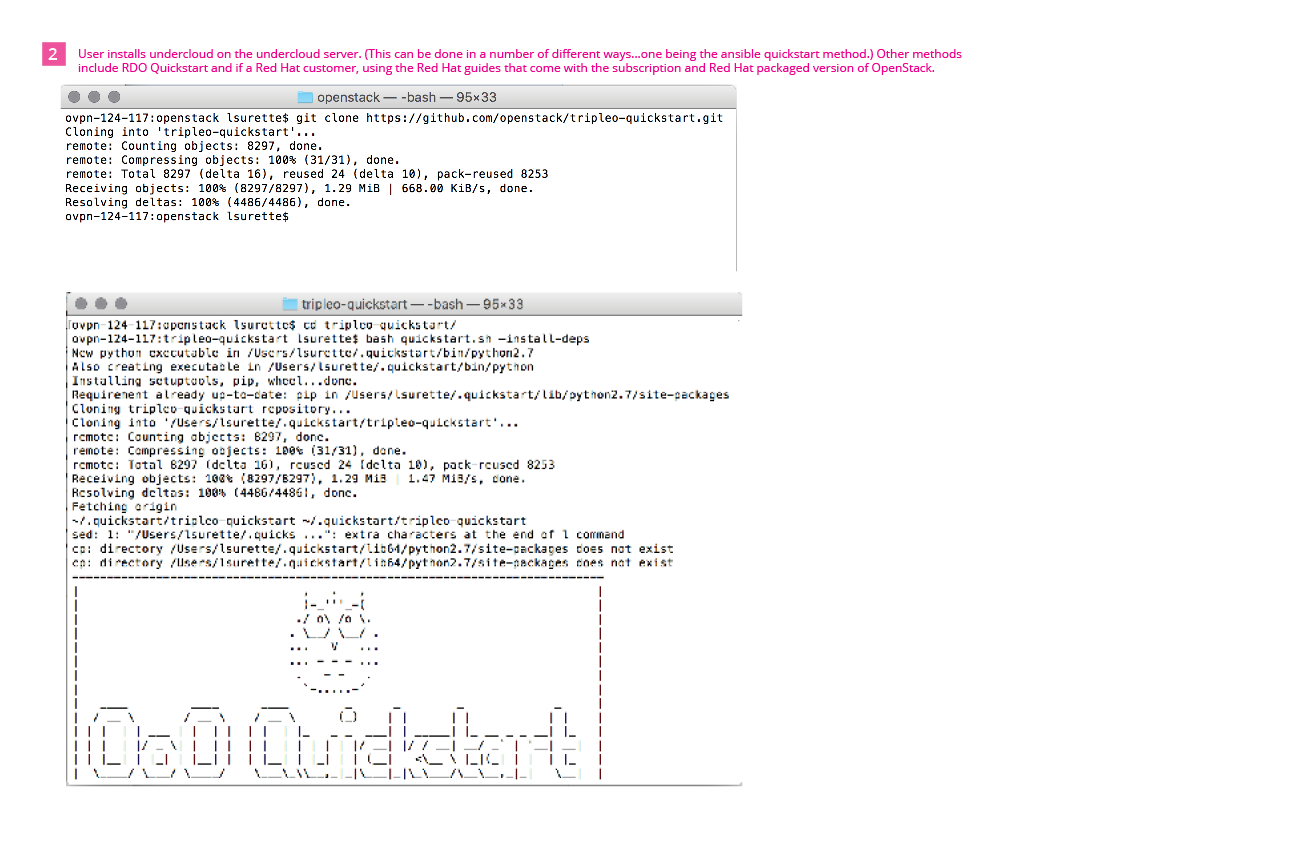 2
User installs undercloud on the undercloud server. (This can be done in a number of different ways...one being the ansible quickstart method.) Other methods
include RDO Quickstart and if a Red Hat customer, using the Red Hat guides that come with the subscription and Red Hat packaged version of OpenStack.
openstack — -bash — 95×33
ovpn-124-117:openstack lsurette$ git clone https://github.com/openstack/tripleo-quickstart.git
Cloning into 'tripleo-quickstart'...
remote: Counting objects: 8297, done.
remote: Compressing objects: 100% (31/31), done.
remote: Total 8297 (delta 16), reused 24 (delta 10), pack-reused 8253
Receiving objects: 100% (8297/8297), 1.29 MiB | 668.00 KiB/s, done.
Resolving deltas: 100% (4486/4486), done.
ovpn-124-117:openstack lsurette$
tripleo-quickstart — -bash — 95×33
[ovpn-124-117:openstack lsurette$ cd tripleo-quickstart/
ovpn-124-117:tripleo-quickstart lsurette$ bash quickstart.sh —install-deps
New python executable in /Users/lsurette/.quickstart/bin/python2.7
Also creating executable in /Users/lsurette/.quickstart/bin/python
Installing setuptools, pip, wheel...done.
Requirement already up-to-date: pip in /Users/lsurette/.quickstart/lib/python2.7/site-packages
Cloning tripleo-quickstart repository...
Cloning into '/Users/lsurette/.quickstart/tripleo-quickstart'...
remote: Counting objects: 8297, done.
remote: Compressing objects: 100% (31/31), done.
remote: Total 8297 (delta 16), reused 24 (delta 10), pack-reused 8253
Receiving objects: 100% (8297/8297), 1.29 MiB | 1.47 MiB/s, done.
Resolving deltas: 100% (4486/4486), done.
Fetching origin
~/.quickstart/tripleo-quickstart ~/.quickstart/tripleo-quickstart
sed: 1: "/Users/lsurette/.quicks ...": extra characters at the end of l command
cp: directory /Users/lsurette/.quickstart/lib64/python2.7/site-packages does not exist
cp: directory /Users/lsurette/.quickstart/lib64/python2.7/site-packages does not exist
OoO Quickstart